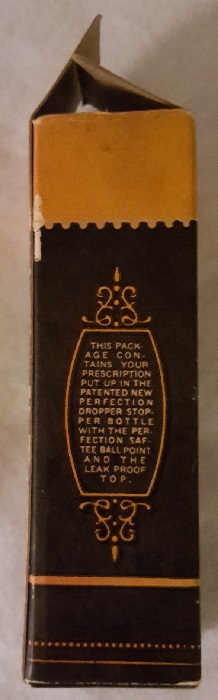 THIS PACK-
AGE CON-
TAINS YOUR
PRESCRIPTION
PUT UP IN THE
PATENTED NEW
PERFECTION
DROPPER STOP-
PER BOTTLE
WITH THE PER-
FECTION SAF-
TEE BALL POINT
AND THE
LEAK PROOF
TOP.